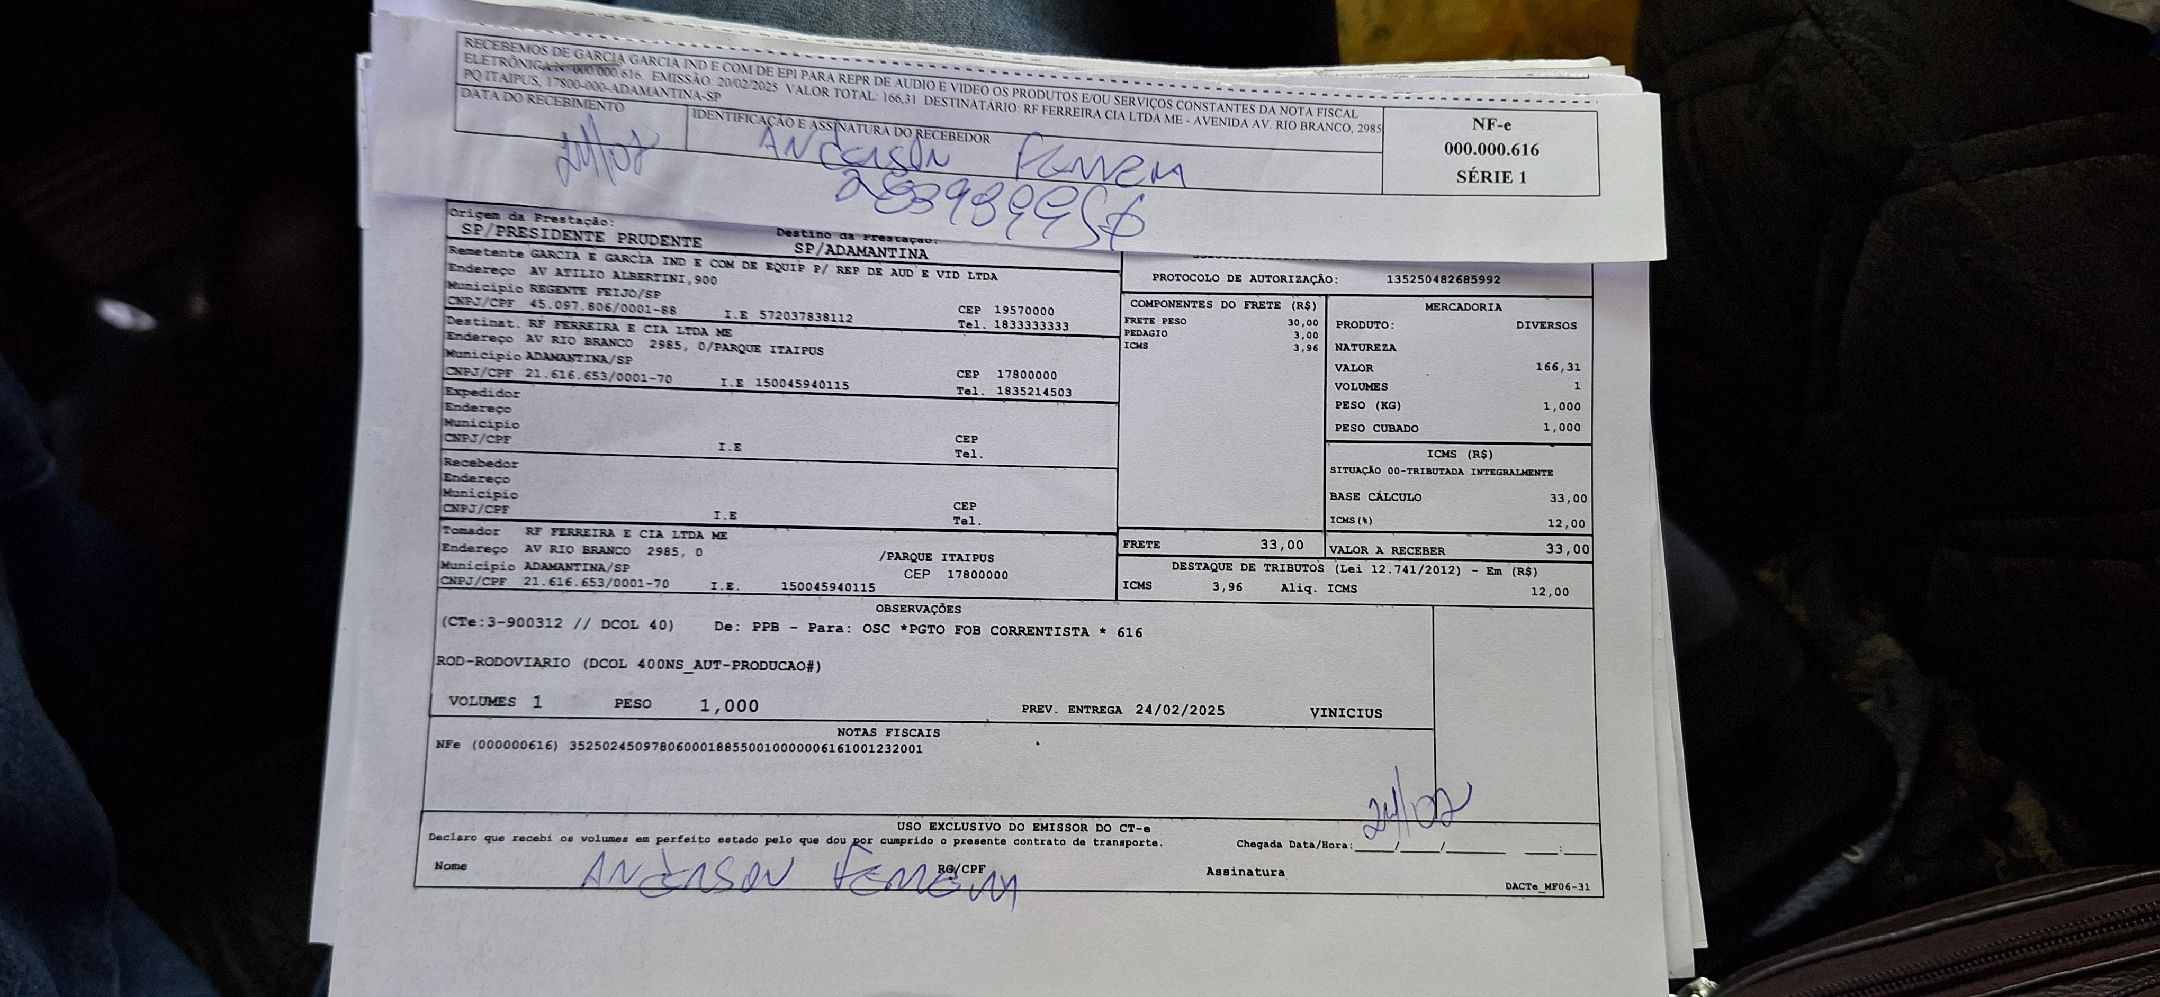 RECEBEMOS DE GARCIA GARCIA IND E COM DE EPI PARA REPR DE AUDIO E VIDEO OS PRODUTOS E/OU SERVIÇOS CONSTANTES DA NOTA FISCAL
ELETRÔNICA Nº 000.000.616. EMISSÃO: 20/02/2025 VALOR TOTAL: 166,31 DESTINATÁRIO: RF FERREIRA CIA LTDA ME - AVENIDA AV. RIO BRANCO, 2985
PQ ITAIPUS, 17800-000-ADAMANTINA-SP
DATA DO RECEBIMENTO
IDENTIFICAÇÃO E ASSINATURA DO RECEBEDOR
24/02
ANDERSON FERREIRA
NF-e
000.000.616
SÉRIE 1
Origem da Prestação:
SP/PRESIDENTE PRUDENTE
Destino da Prestação:
SP/ADAMANTINA
Remetente GARCIA E GARCIA IND E COM DE EQUIP P/ REP DE AUD E VID LTDA
Endereço AV ATILIO ALBERTINI,900
Município REGENTE FEIJO/SP
CEP 19570000
CNPJ/CPF 45.097.806/0001-88 I.E 572037838112 Tel. 1833333333
Destinat. RF FERREIRA E CIA LTDA ME
Endereço AV RIO BRANCO 2985, 0/PARQUE ITAIPUS
Município ADAMANTINA/SP
CEP 17800000
CNPJ/CPF 21.616.653/0001-70 I.E 150045940115 Tel. 1835214503
Expedidor
Endereço
Município
CEP
CNPJ/CPF I.E Tel.
Recebedor
Endereço
Município
CEP
CNPJ/CPF I.E Tel.
Tomador RF FERREIRA E CIA LTDA ME
Endereço AV RIO BRANCO 2985, 0 /PARQUE ITAIPUS
Município ADAMANTINA/SP CEP 17800000
CNPJ/CPF 21.616.653/0001-70 I.E. 150045940115
PROTOCOLO DE AUTORIZAÇÃO: 135250482685992
COMPONENTES DO FRETE (R$)
FRETE PESO 30,00
PEDAGIO 3,00
ICMS 3,96
FRETE 33,00
MERCADORIA
PRODUTO: DIVERSOS
NATUREZA
VALOR 166,31
VOLUMES 1
PESO (KG) 1,000
PESO CUBADO 1,000
ICMS (R$)
SITUAÇÃO 00-TRIBUTADA INTEGRALMENTE
BASE CÁLCULO 33,00
ICMS(%) 12,00
VALOR A RECEBER 33,00
DESTAQUE DE TRIBUTOS (Lei 12.741/2012) - Em (R$)
ICMS 3,96 Aliq. ICMS 12,00
OBSERVAÇÕES
(CTe:3-900312 // DCOL 40) De: PPB - Para: OSC *PGTO FOB CORRENTISTA * 616
ROD-RODOVIARIO (DCOL 400NS_AUT-PRODUCAO#)
VOLUMES 1 PESO 1,000 PREV. ENTREGA 24/02/2025 VINICIUS
NOTAS FISCAIS
NFe (000000616) 35250245097806000188550010000006161001232001
24/02
USO EXCLUSIVO DO EMISSOR DO CT-e
Declaro que recebi os volumes em perfeito estado pelo que dou por cumprido o presente contrato de transporte.
Chegada Data/Hora:____/____/______ ___:____
Nome ANDERSON FERREIRA RG/CPF Assinatura
DACTe_MF06-31